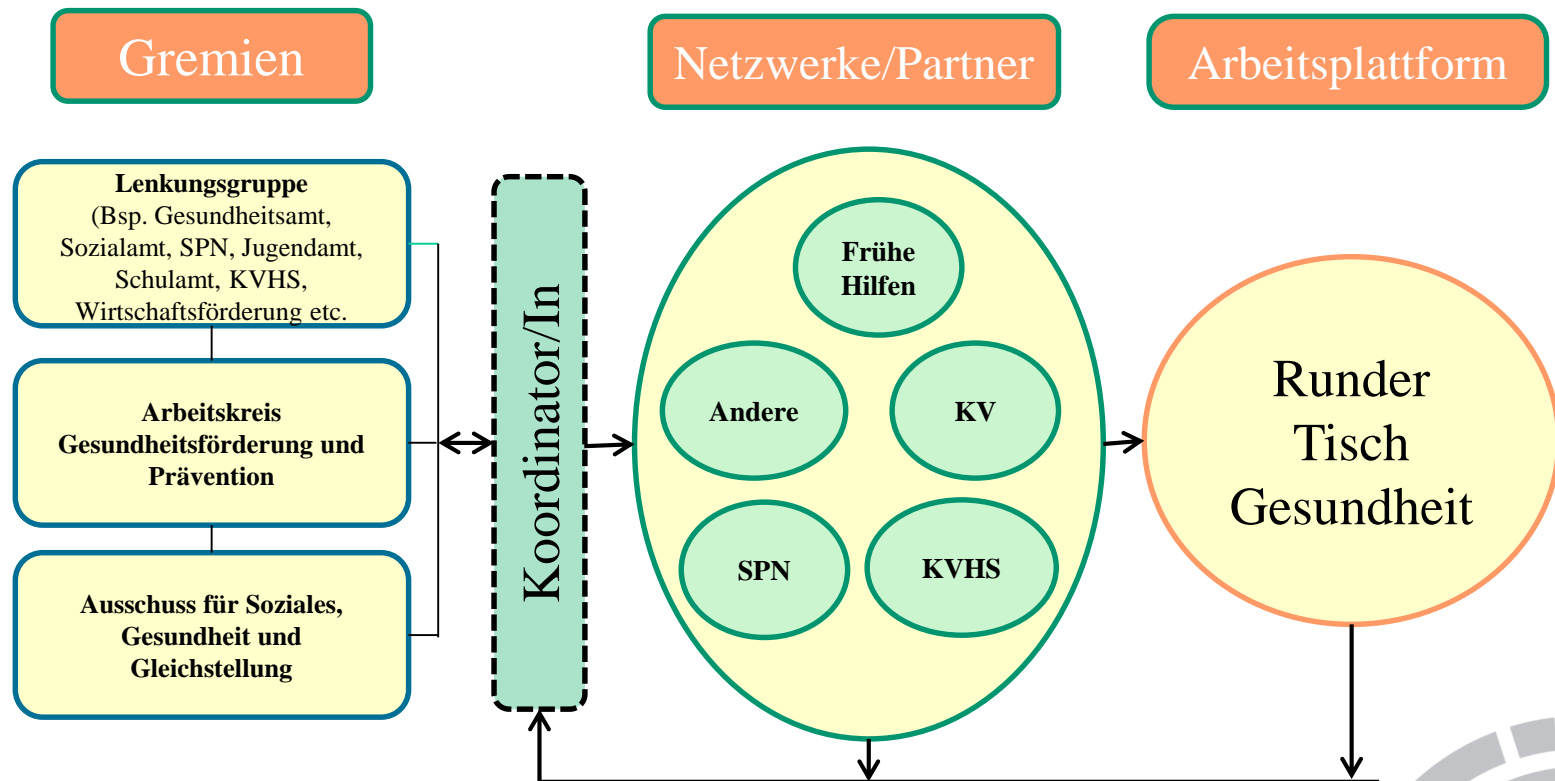 Gremien
Netzwerke/Partner
Arbeitsplattform
Lenkungsgruppe
(Bsp. Gesundheitsamt,
Sozialamt, SPN, Jugendamt,
Schulamt, KVHS,
Wirtschaftsförderung etc.
Arbeitskreis
Gesundheitsförderung und
Prävention
Ausschuss für Soziales,
Gesundheit und
Gleichstellung
Koordinator/In
Frühe
Hilfen
Andere
KV
SPN
KVHS
Runder
Tisch
Gesundheit